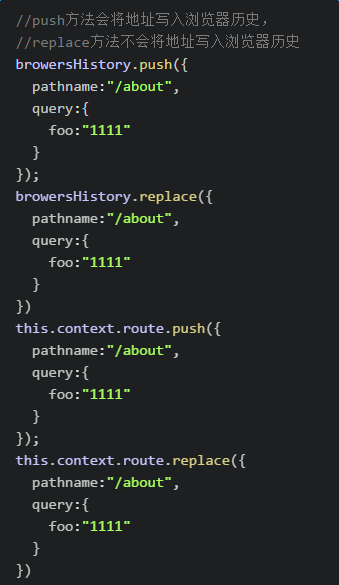 //push方法会将地址写入浏览器历史,
//replace方法不会将地址写入浏览器历史
browersHistory.push({
  pathname:"/about",
  query:{
    foo:"1111"
  }
});
browersHistory.replace({
  pathname:"/about",
  query:{
    foo:"1111"
  }
})
this.context.route.push({
  pathname:"/about",
  query:{
    foo:"1111"
  }
});
this.context.route.replace({
  pathname:"/about",
  query:{
    foo:"1111"
  }
})